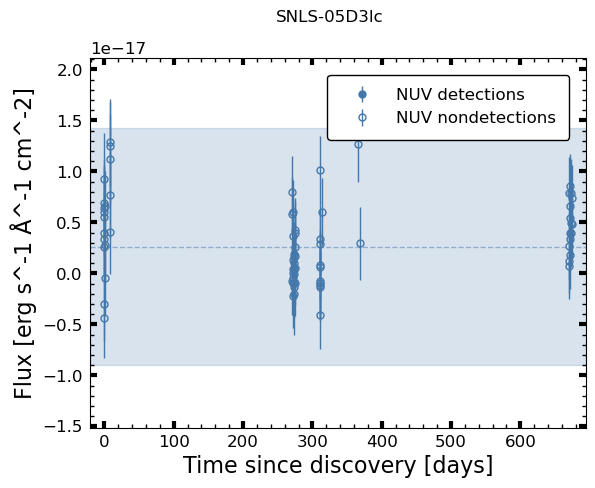 SNLS-05D3lc
1e−17
NUV detections
NUV nondetections
2.0
1.5
1.0
0.5
0.0
−0.5
−1.0
−1.5
Flux [erg s^-1 Å^-1 cm^-2]
0 100 200 300 400 500 600
Time since discovery [days]